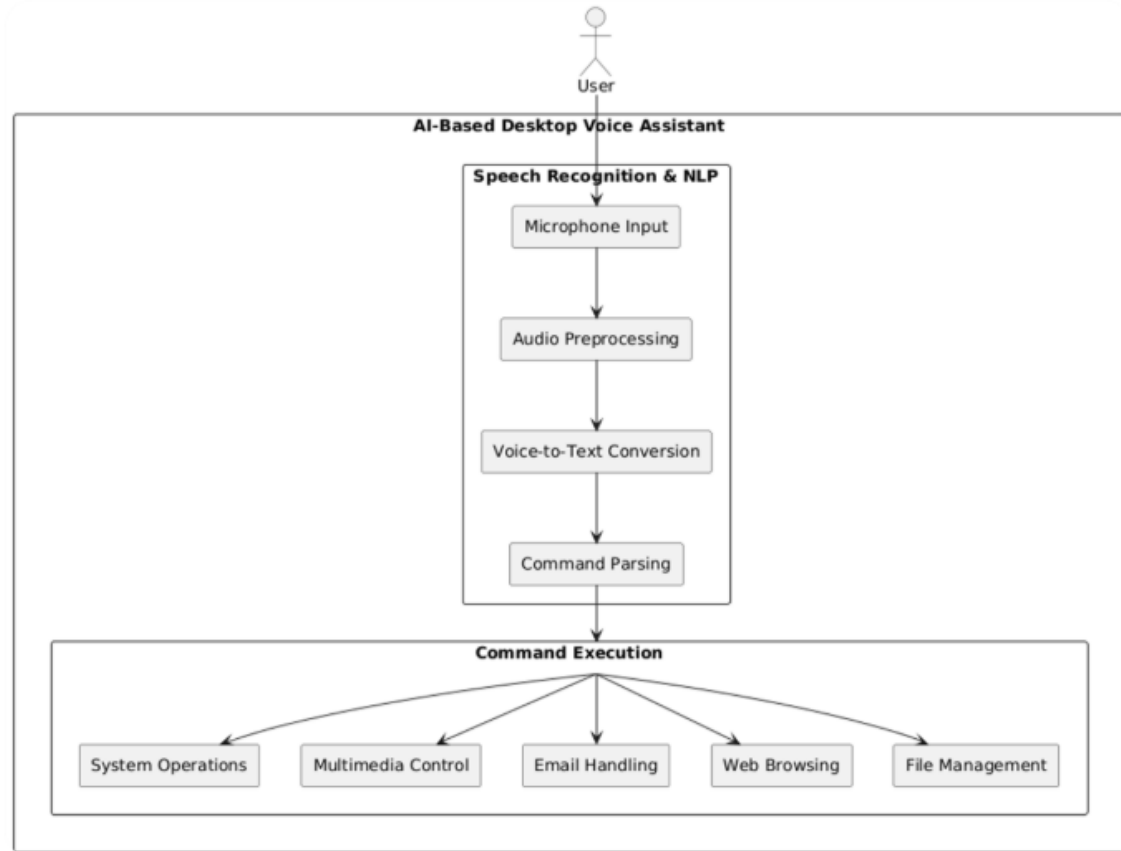 User
AI-Based Desktop Voice Assistant
Speech Recognition & NLP
Microphone Input
Audio Preprocessing
Voice-to-Text Conversion
Command Parsing
Command Execution
System Operations
Multimedia Control
Email Handling
Web Browsing
File Management